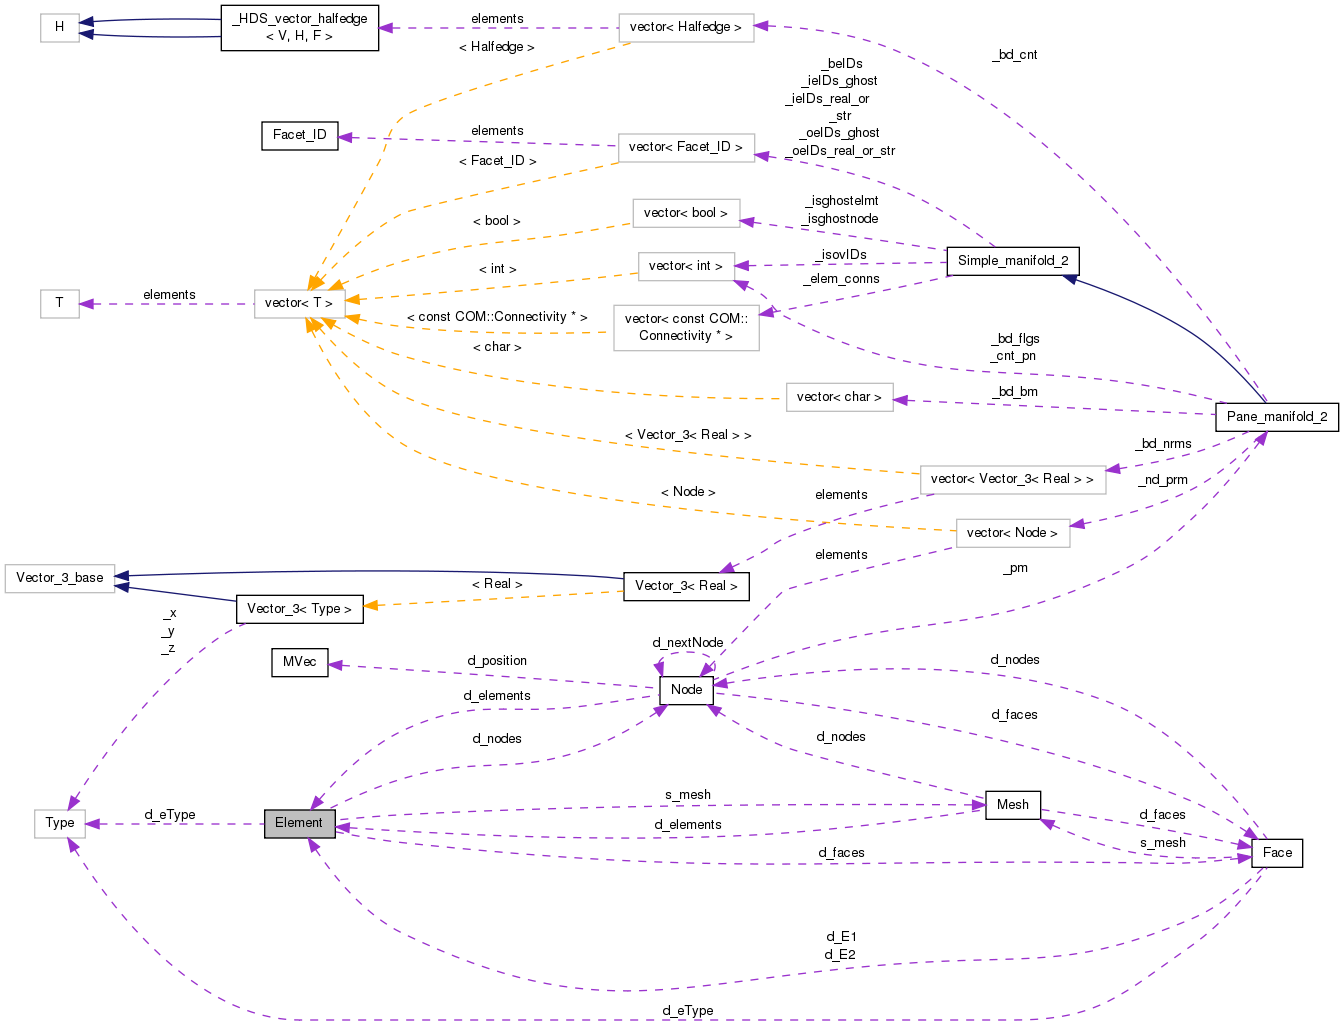 H
_HDS_vector_halfedge
< V, H, F >
elements
vector< Halfedge >
< Halfedge >
_bd_cnt
_beIDs
_ieIDs_ghost
_ieIDs_real_or
_str
_oeIDs_ghost
_oeIDs_real_or_str
Facet_ID
elements
vector< Facet_ID >
< Facet_ID >
vector< bool >
< bool >
_isghostelmt
_isghostnode
vector< int >
< int >
_isovIDs
Simple_manifold_2
_elem_conns
T
elements
vector< T >
< const COM::Connectivity * >
vector< const COM::
Connectivity * >
< char >
_bd_flgs
_cnt_pn
vector< char >
_bd_bm
Pane_manifold_2
< Vector_3< Real > >
_bd_nrms
vector< Vector_3< Real > >
_nd_prm
< Node >
elements
vector< Node >
elements
_pm
Vector_3_base
< Real >
Vector_3< Real >
Vector_3< Type >
_x
_y
_z
MVec
d_position
d_nextNode
Node
d_nodes
d_elements
d_faces
d_nodes
d_nodes
s_mesh
Mesh
Type
d_eType
Element
d_elements
d_faces
s_mesh
d_faces
Face
d_E1
d_E2
d_eType